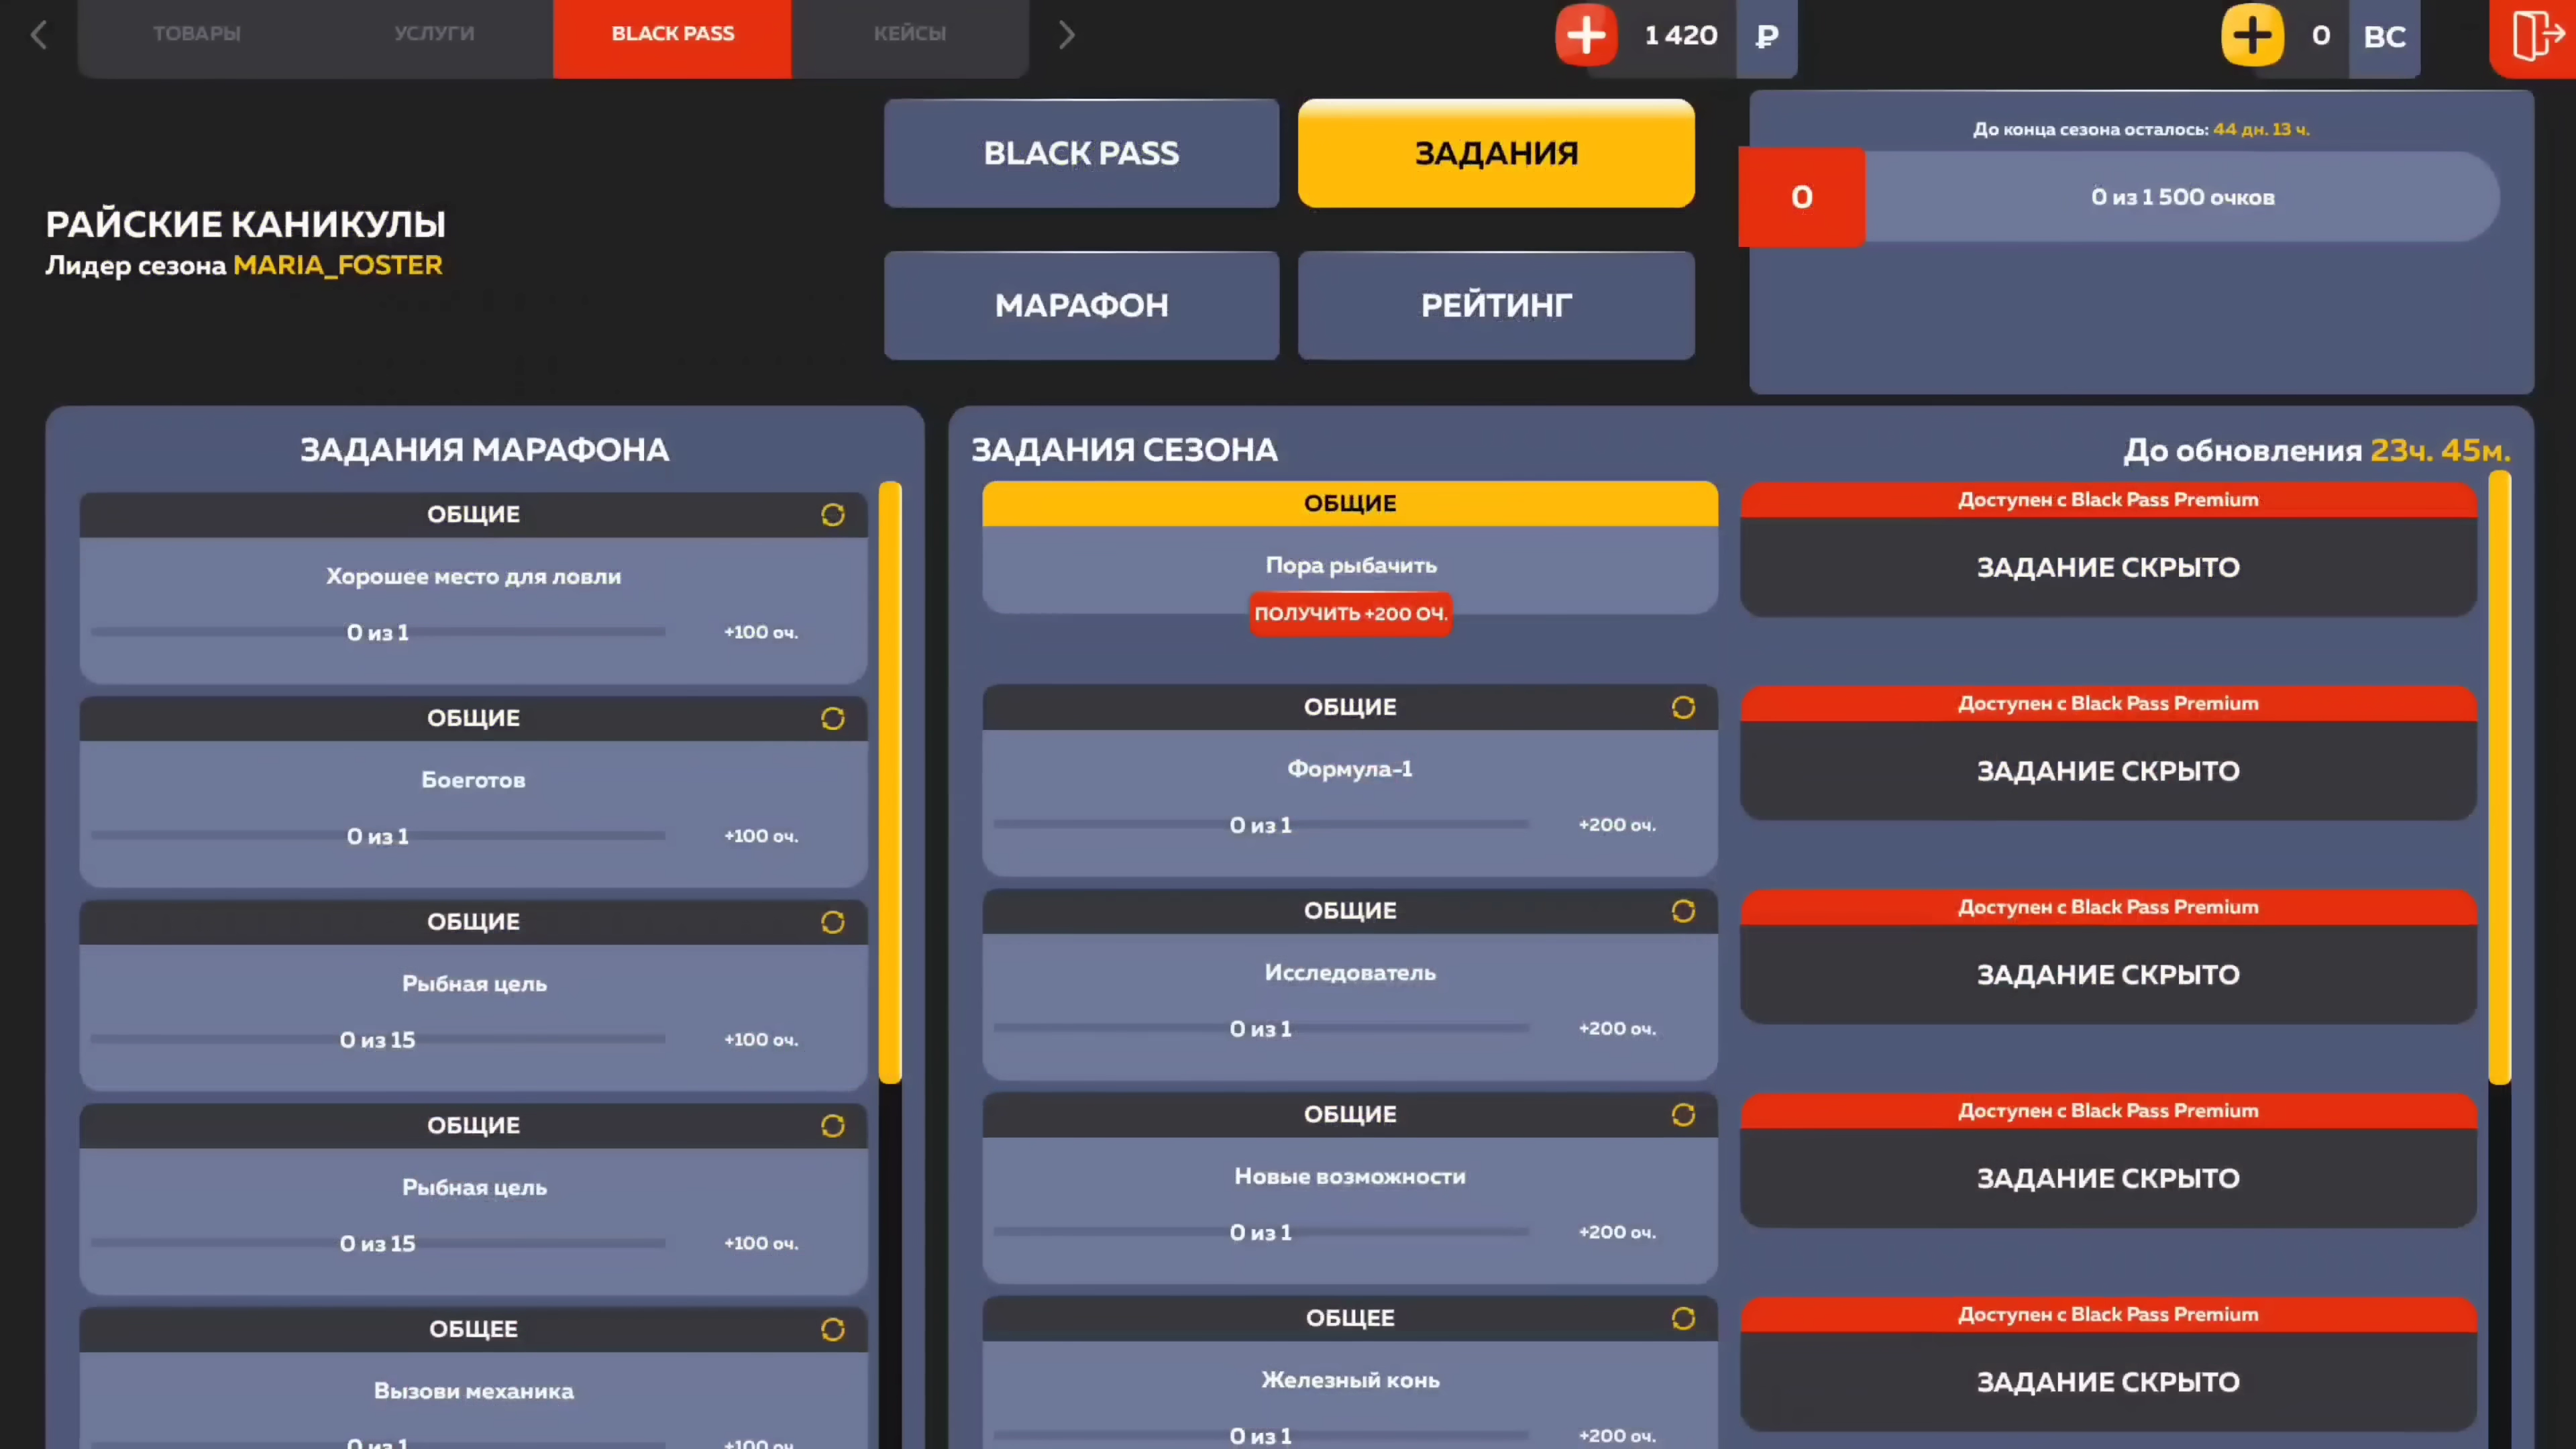 ТОВАРЫ
УСЛУГИ
BLACK PASS
КЕЙСЫ
1 420 ₽
0 BC
РАЙСКИЕ КАНИКУЛЫ
Лидер сезона MARIA_FOSTER
BLACK PASS
ЗАДАНИЯ
МАРАФОН
РЕЙТИНГ
До конца сезона осталось: 44 дн. 13 ч.
0
0 из 1 500 очков
ЗАДАНИЯ МАРАФОНА
ОБЩИЕ
Хорошее место для ловли
0 из 1
+100 оч.
ОБЩИЕ
Боеготов
0 из 1
+100 оч.
ОБЩИЕ
Рыбная цель
0 из 15
+100 оч.
ОБЩИЕ
Рыбная цель
0 из 15
+100 оч.
ОБЩЕЕ
Вызови механика
0 из 1
+100 оч.
ЗАДАНИЯ СЕЗОНА
До обновления 23ч. 45м.
ОБЩИЕ
Пора рыбачить
ПОЛУЧИТЬ +200 ОЧ.
Доступен с Black Pass Premium
ЗАДАНИЕ СКРЫТО
ОБЩИЕ
Формула-1
0 из 1
+200 оч.
Доступен с Black Pass Premium
ЗАДАНИЕ СКРЫТО
ОБЩИЕ
Исследователь
0 из 1
+200 оч.
Доступен с Black Pass Premium
ЗАДАНИЕ СКРЫТО
ОБЩИЕ
Новые возможности
0 из 1
+200 оч.
Доступен с Black Pass Premium
ЗАДАНИЕ СКРЫТО
ОБЩЕЕ
Железный конь
0 из 1
+200 оч.
Доступен с Black Pass Premium
ЗАДАНИЕ СКРЫТО